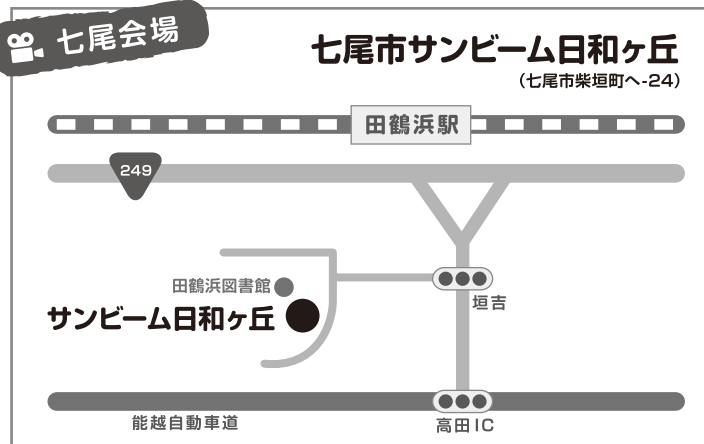 七尾会場
七尾市サンビーム日和ヶ丘
(七尾市柴垣町へ-24)
田鶴浜駅
249
田鶴浜図書館
サンビーム日和ヶ丘
垣吉
能越自動車道
高田IC